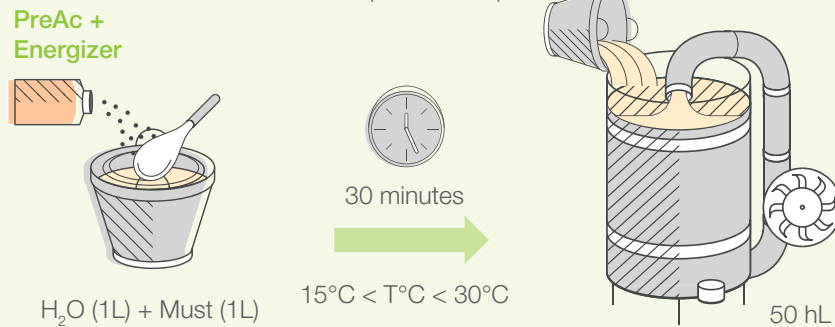 PreAc +
Energizer
30 minutes
15°C < T°C < 30°C
H₂O (1L) + Must (1L)
50 hL